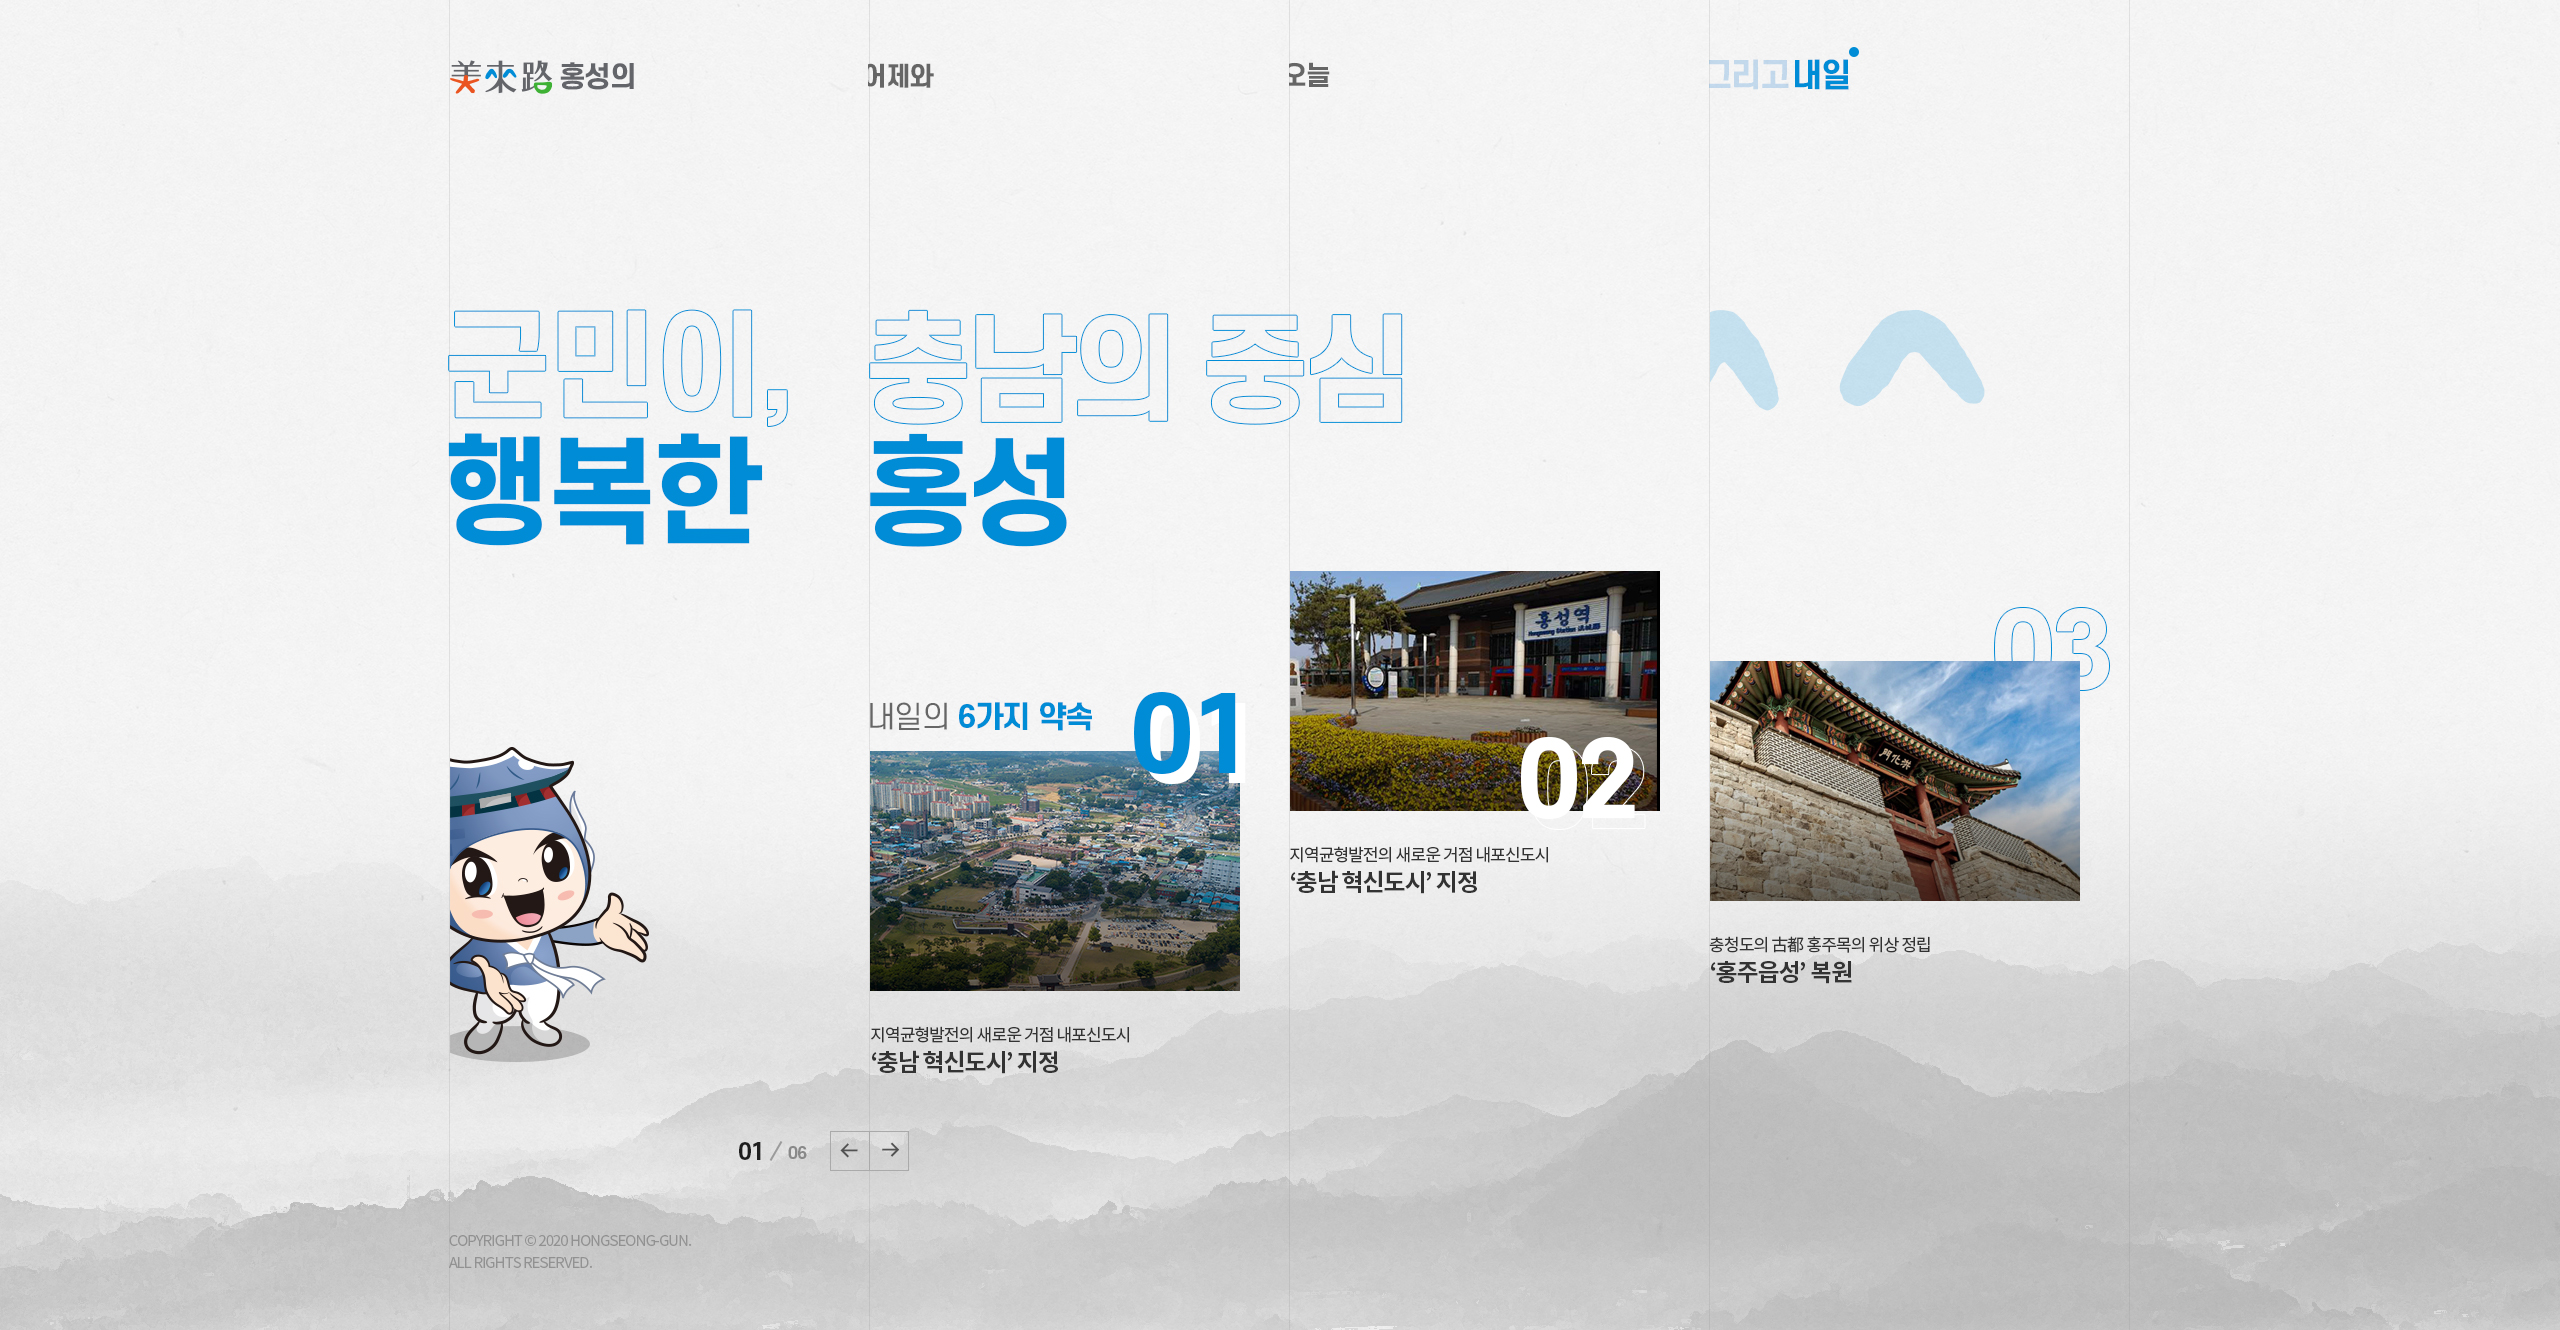 美來路 홍성의
어제와
오늘
그리고 내일
군민이, 충남의 중심
행복한 홍성
내일의 6가지 약속
01
지역균형발전의 새로운 거점 내포신도시
‘충남 혁신도시’ 지정
홍성역
Hongseong Station
02
지역균형발전의 새로운 거점 내포신도시
‘충남 혁신도시’ 지정
03
門化洪
충청도의 古都 홍주목의 위상 정립
‘홍주읍성’ 복원
01 / 06
COPYRIGHT © 2020 HONGSEONG-GUN.
ALL RIGHTS RESERVED.